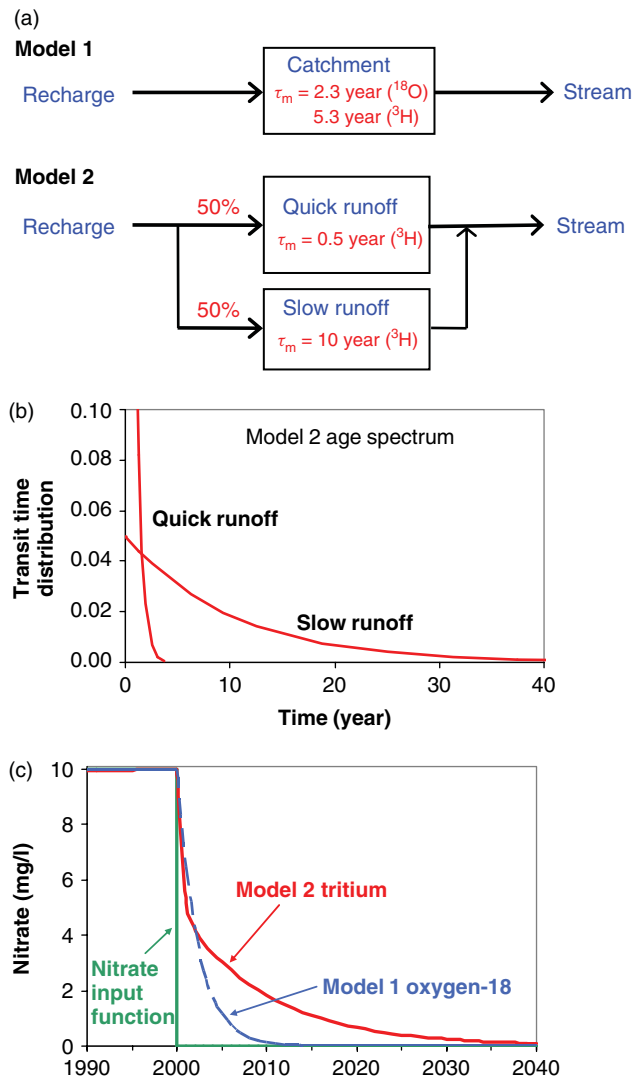 (a)
Model 1
Recharge
Catchment
τm = 2.3 year (¹⁸O)
5.3 year (³H)
Stream
Model 2
Recharge
50%
Quick runoff
τm = 0.5 year (³H)
Stream
50%
Slow runoff
τm = 10 year (³H)
(b)
Transit time
distribution
0.10
0.08
0.06
0.04
0.02
0.00
Model 2 age spectrum
Quick runoff
Slow runoff
0 10 20 30 40
Time (year)
(c)
Nitrate (mg/l)
10
8
6
4
2
0
Model 2 tritium
Nitrate
input
function
Model 1 oxygen-18
1990 2000 2010 2020 2030 2040